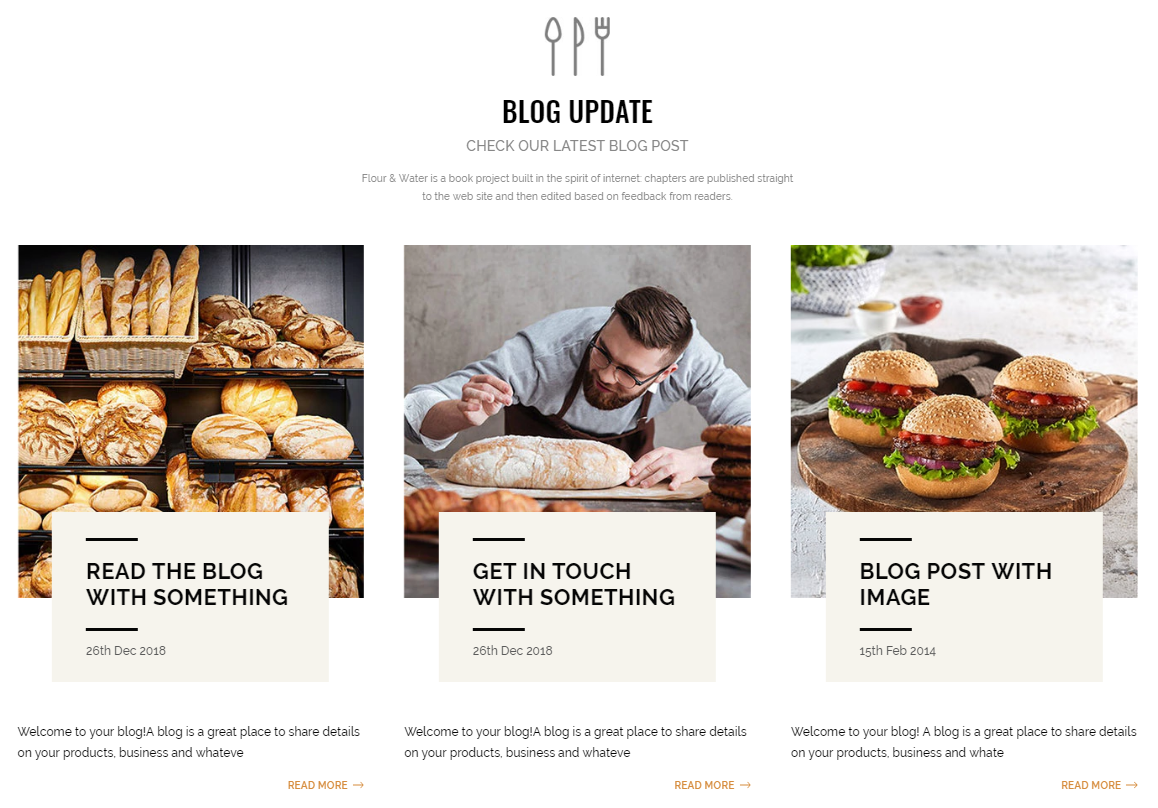 BLOG UPDATE
CHECK OUR LATEST BLOG POST
Flour & Water is a book project built in the spirit of internet: chapters are published straight
to the web site and then edited based on feedback from readers.
READ THE BLOG
WITH SOMETHING
26th Dec 2018
Welcome to your blog!A blog is a great place to share details
on your products, business and whateve
READ MORE →
GET IN TOUCH
WITH SOMETHING
26th Dec 2018
Welcome to your blog!A blog is a great place to share details
on your products, business and whateve
READ MORE →
BLOG POST WITH
IMAGE
15th Feb 2014
Welcome to your blog! A blog is a great place to share details
on your products, business and whate
READ MORE →